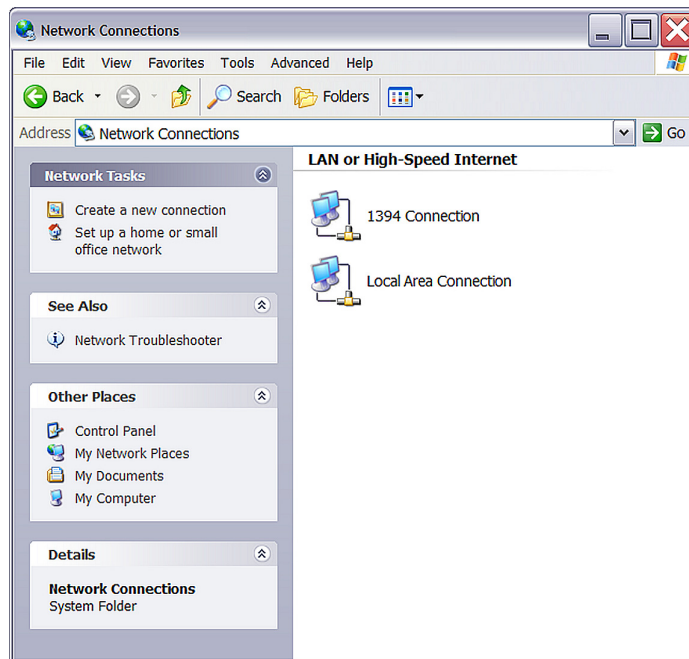 Network Connections
File Edit View Favorites Tools Advanced Help
Back Search Folders
Address Network Connections Go
Network Tasks
Create a new connection
Set up a home or small
office network
See Also
Network Troubleshooter
Other Places
Control Panel
My Network Places
My Documents
My Computer
Details
Network Connections
System Folder
LAN or High-Speed Internet
1394 Connection
Local Area Connection